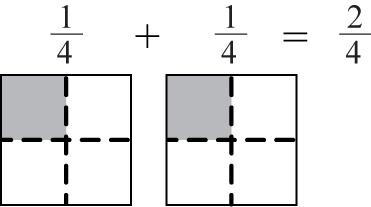 1/4 + 1/4 = 2/4